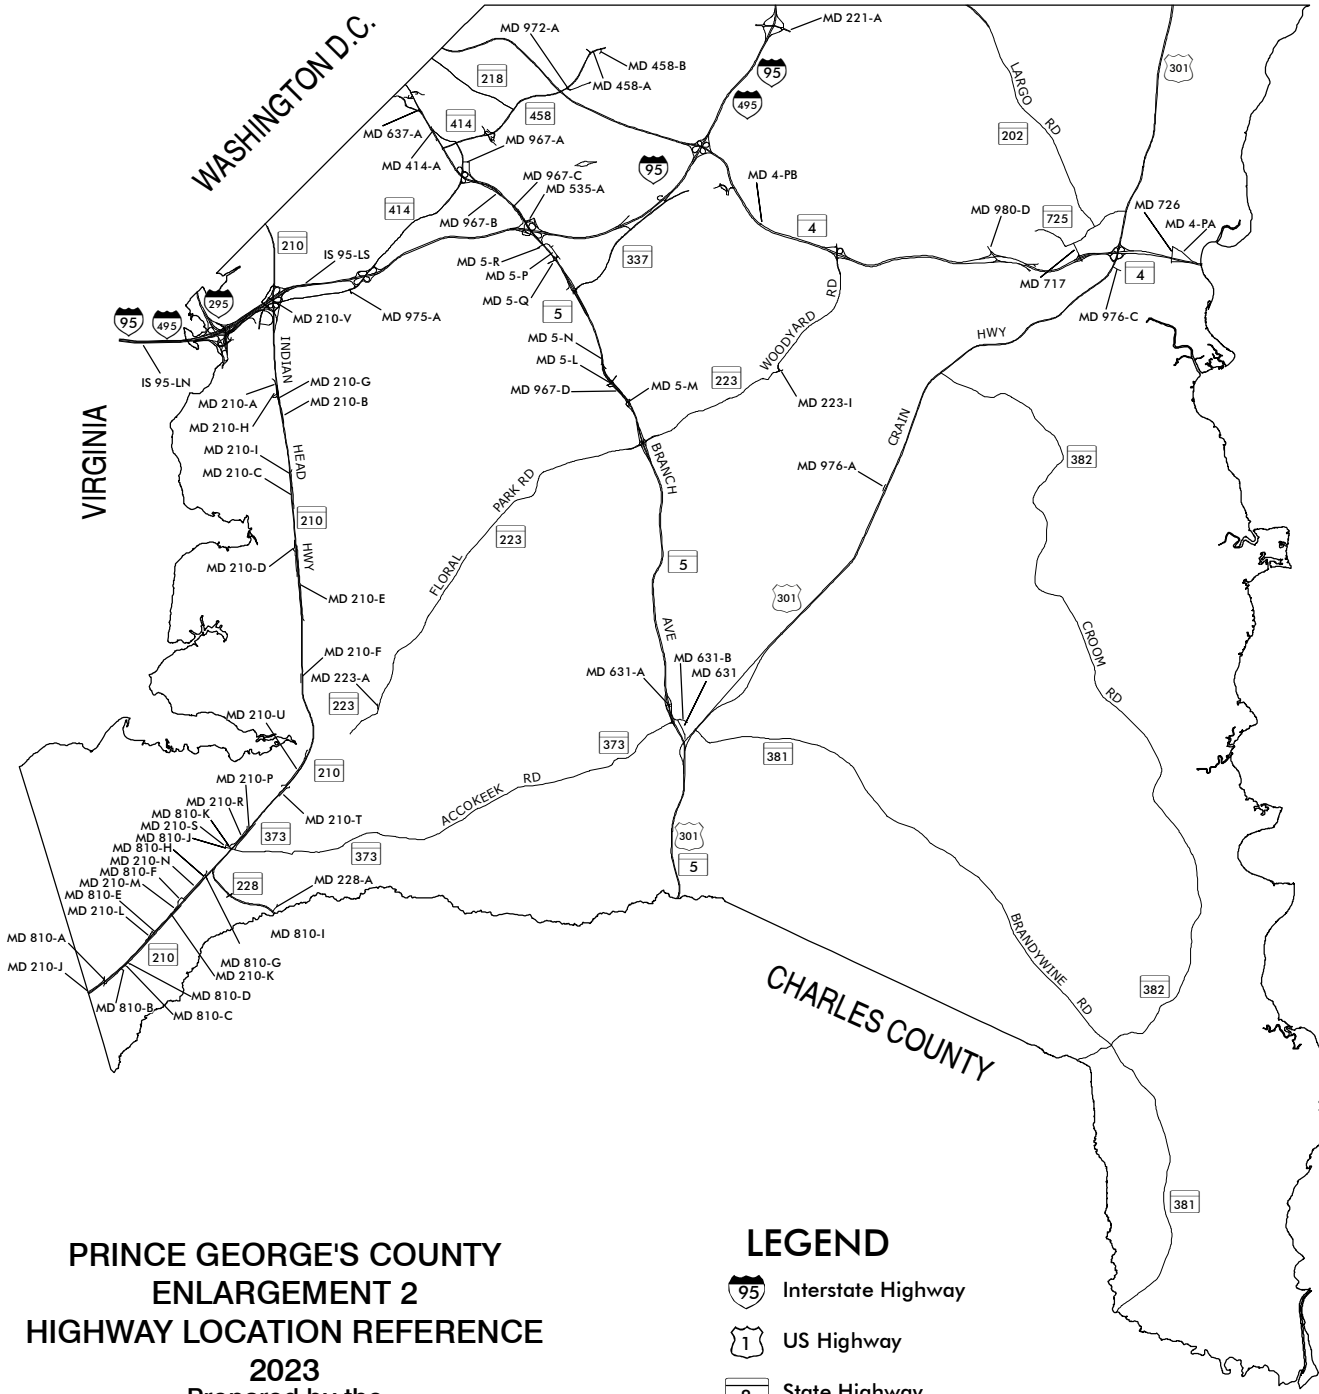 WASHINGTON D.C.
MD 972-A
MD 221-A
MD 458-B
218
95
301
MD 458-A
LARGO RD
495
458
414
202
MD 637-A
MD 967-A
MD 414-A
95
MD 967-C
MD 4-PB
MD 535-A
414
MD 967-B
MD 980-D
725
MD 726
4
MD 4-PA
210
IS 95-LS
MD 5-R
337
MD 5-P
4
MD 717
MD 5-Q
295
MD 210-V
MD 975-A
MD 976-C
95
495
5
WOODYARD RD
HWY
MD 5-N
INDIAN
MD 5-L
IS 95-LN
MD 210-G
MD 967-D
MD 5-M
223
MD 210-A
MD 210-B
MD 223-I
MD 210-H
CRAIN
VIRGINIA
MD 210-I
HEAD
BRANCH
382
MD 210-C
MD 976-A
PARK RD
210
223
HWY
MD 210-D
5
FLORAL
MD 210-E
301
AVE
CROOM
MD 210-F
MD 631-B
MD 631-A
MD 631
MD 223-A
RD
223
MD 210-U
373
381
210
MD 210-P
RD
MD 210-R
ACCOKEEK
MD 810-K
MD 210-T
MD 210-S
373
301
MD 810-J
MD 810-H
373
MD 210-N
5
MD 810-F
MD 210-M
228
MD 228-A
MD 810-E
MD 210-L
BRANDYWINE
MD 810-A
MD 810-I
210
MD 810-G
MD 210-J
MD 210-K
382
MD 810-D
RD
MD 810-B
MD 810-C
CHARLES COUNTY
381
PRINCE GEORGE'S COUNTY
ENLARGEMENT 2
HIGHWAY LOCATION REFERENCE
2023
Prepared by the
LEGEND
95 Interstate Highway
1 US Highway
State Highway